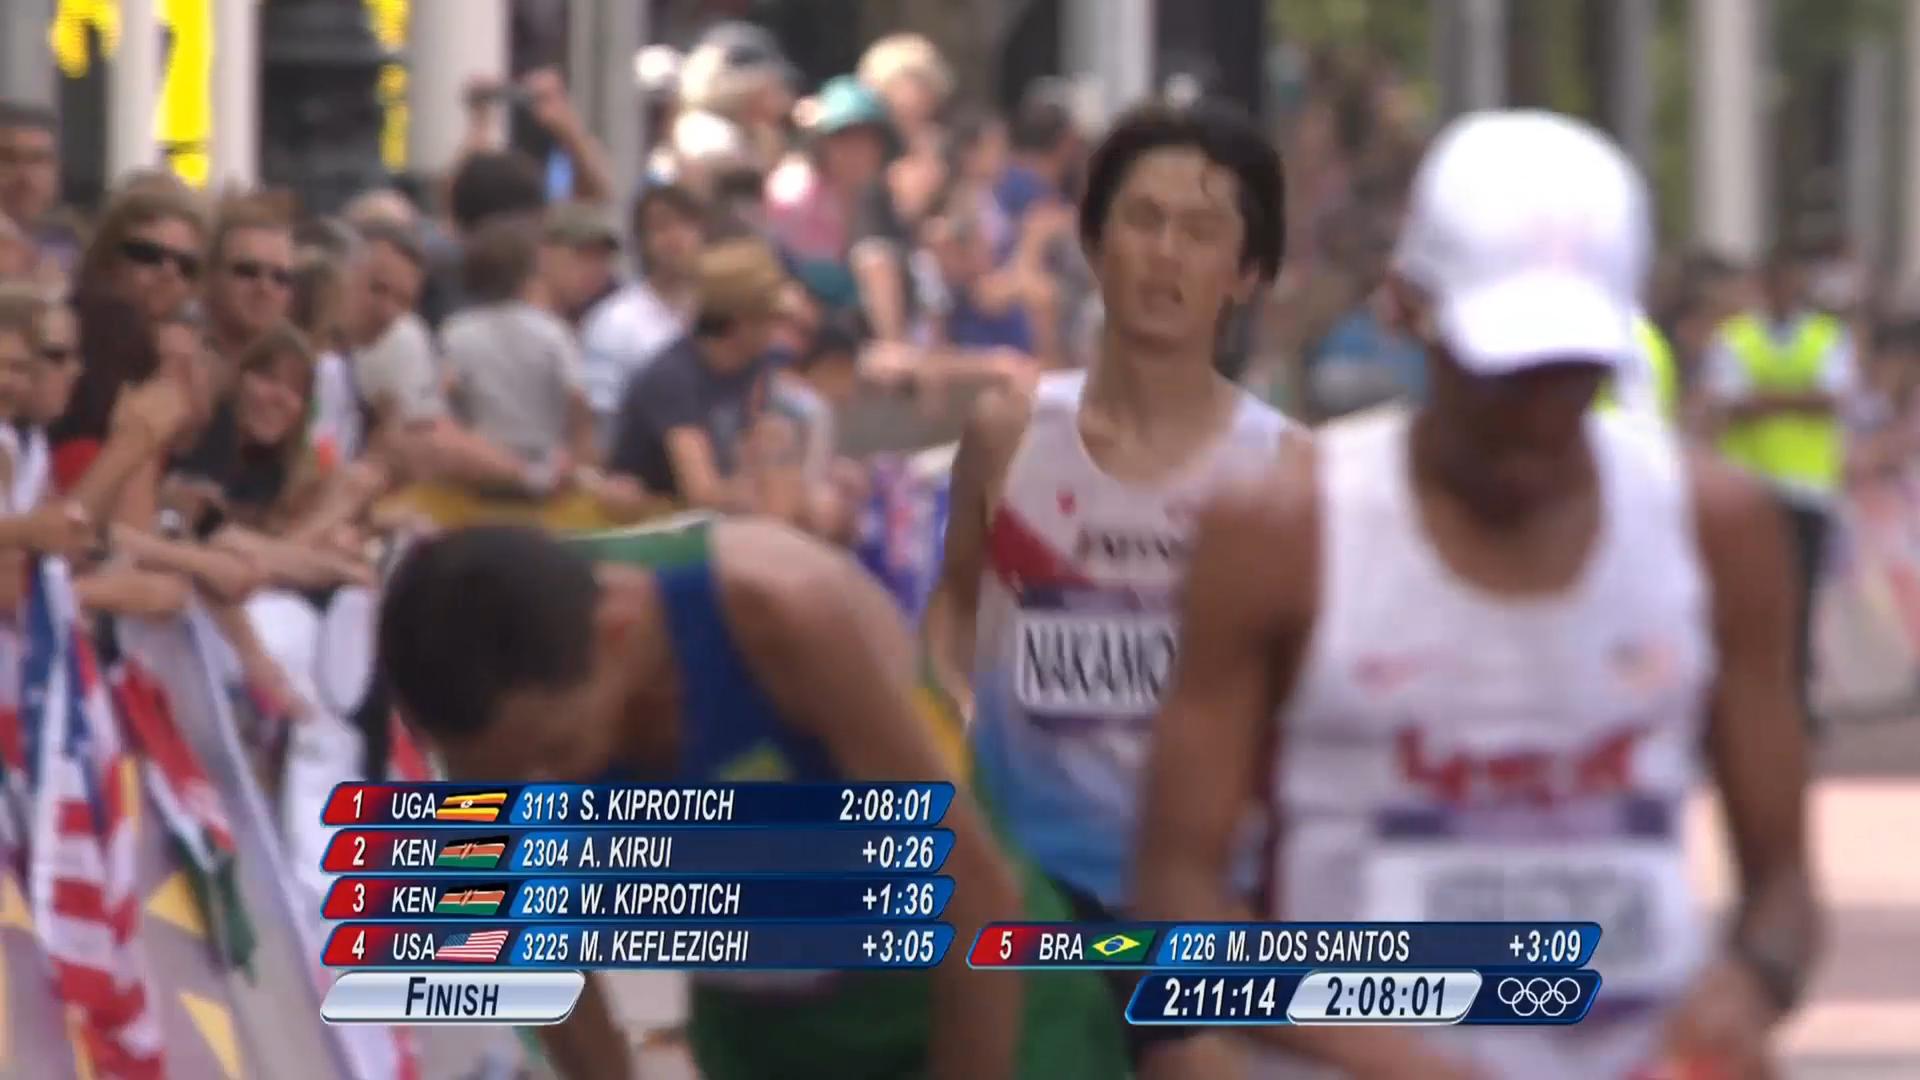 NAKAMO
USA
1 UGA 3113 S. KIPROTICH 2:08:01
2 KEN 2304 A. KIRUI +0:26
3 KEN 2302 W. KIPROTICH +1:36
4 USA 3225 M. KEFLEZIGHI +3:05
5 BRA 1226 M. DOS SANTOS +3:09
FINISH
2:11:14 2:08:01